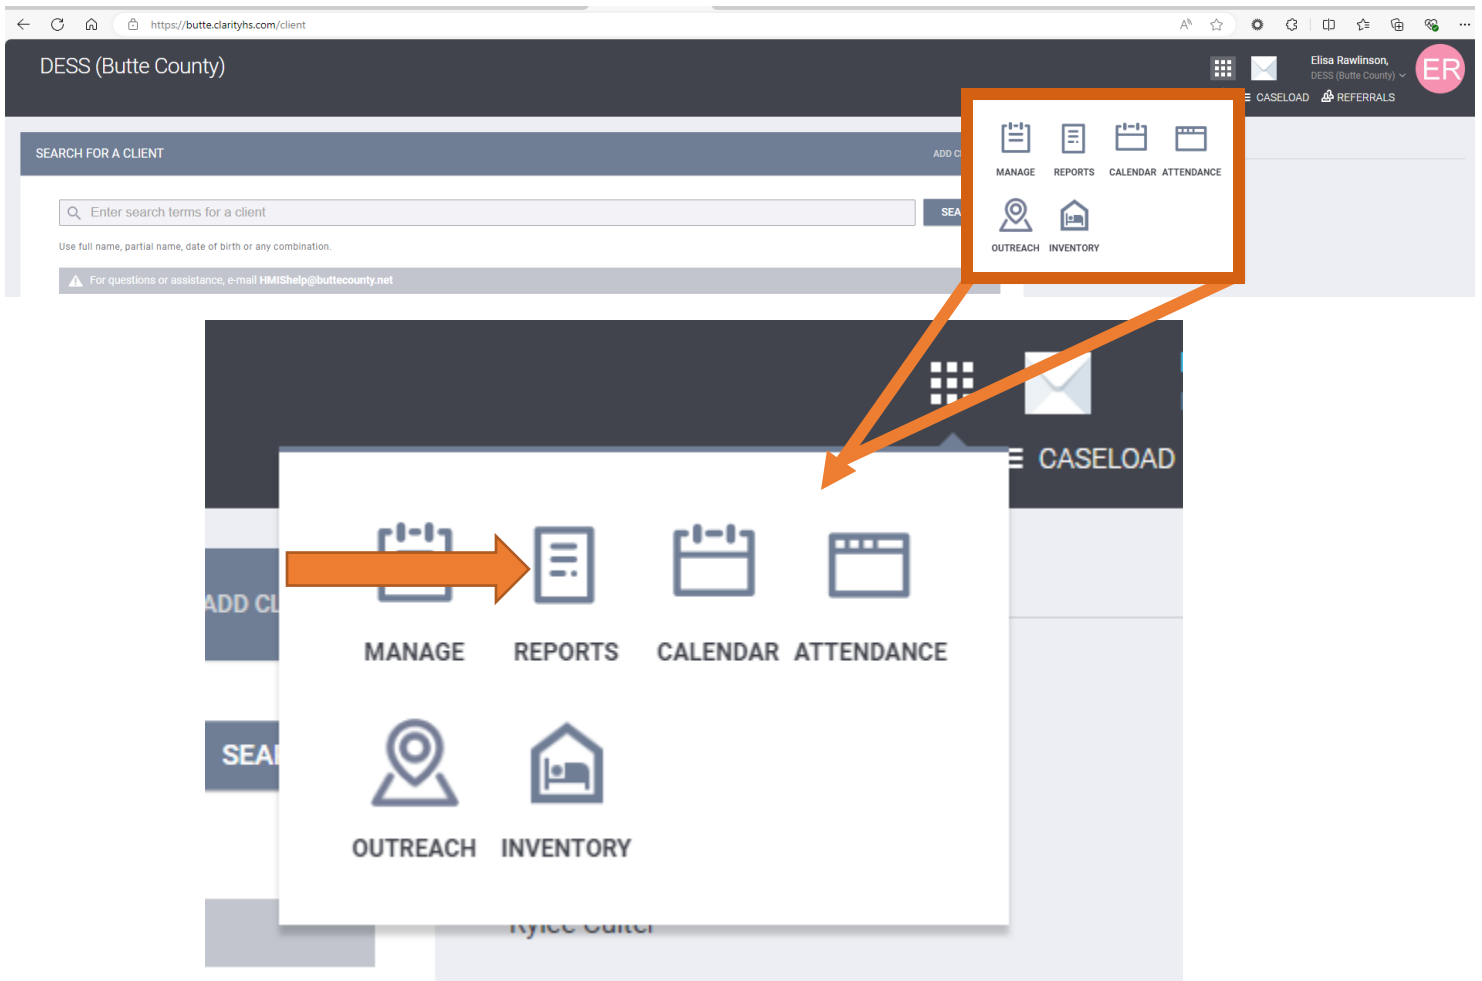 https://butte.clarityhs.com/client
DESS (Butte County)
Elisa Rawlinson,
DESS (Butte County)
ER
CASELOAD REFERRALS
SEARCH FOR A CLIENT
ADD C
MANAGE REPORTS CALENDAR ATTENDANCE
Enter search terms for a client
SEA
Use full name, partial name, date of birth or any combination.
OUTREACH INVENTORY
For questions or assistance, e-mail HMIShelp@buttecounty.net
CASELOAD
ADD CL
MANAGE REPORTS CALENDAR ATTENDANCE
SEAR
OUTREACH INVENTORY